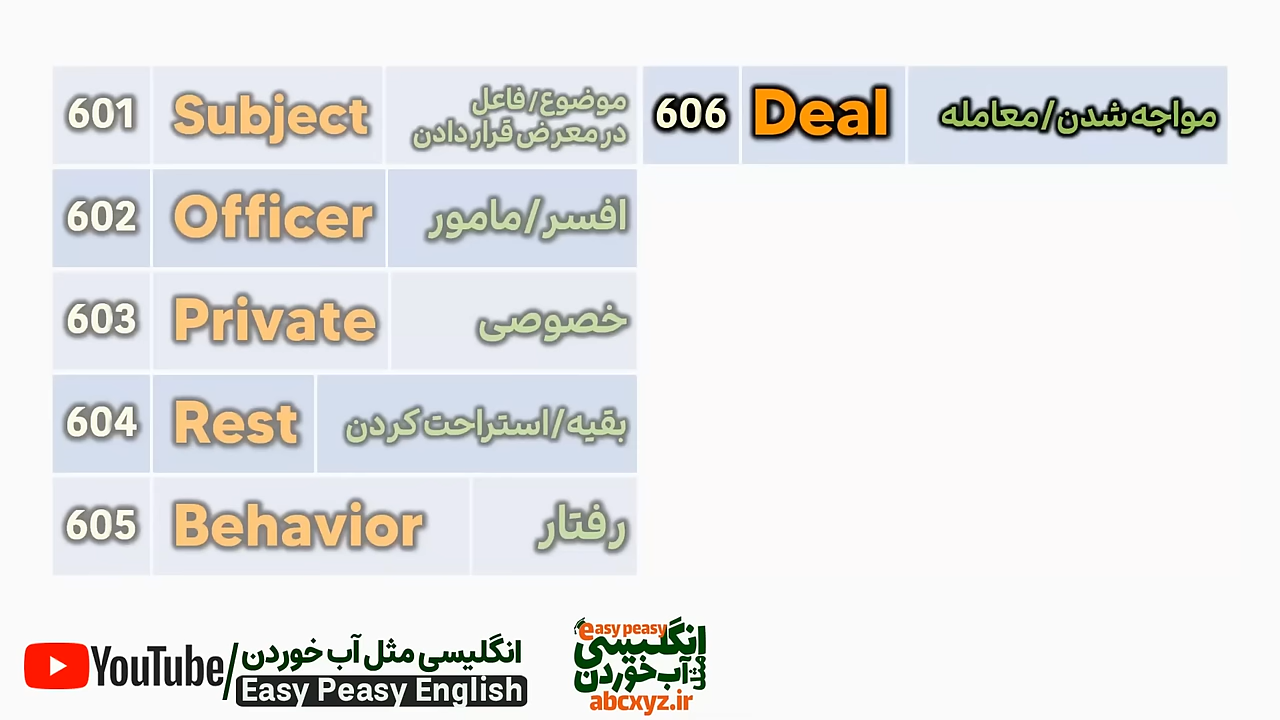 601 Subject موضوع/فاعل
در معرض قرار دادن
602 Officer افسر/مامور
603 Private خصوصی
604 Rest بقیه/استراحت کردن
605 Behavior رفتار
606 Deal مواجه شدن/معامله
YouTube/انگلیسی مثل آب خوردن
Easy Peasy English
easy peasy
انگلیسی
مثل آب خوردن
abcxyz.ir